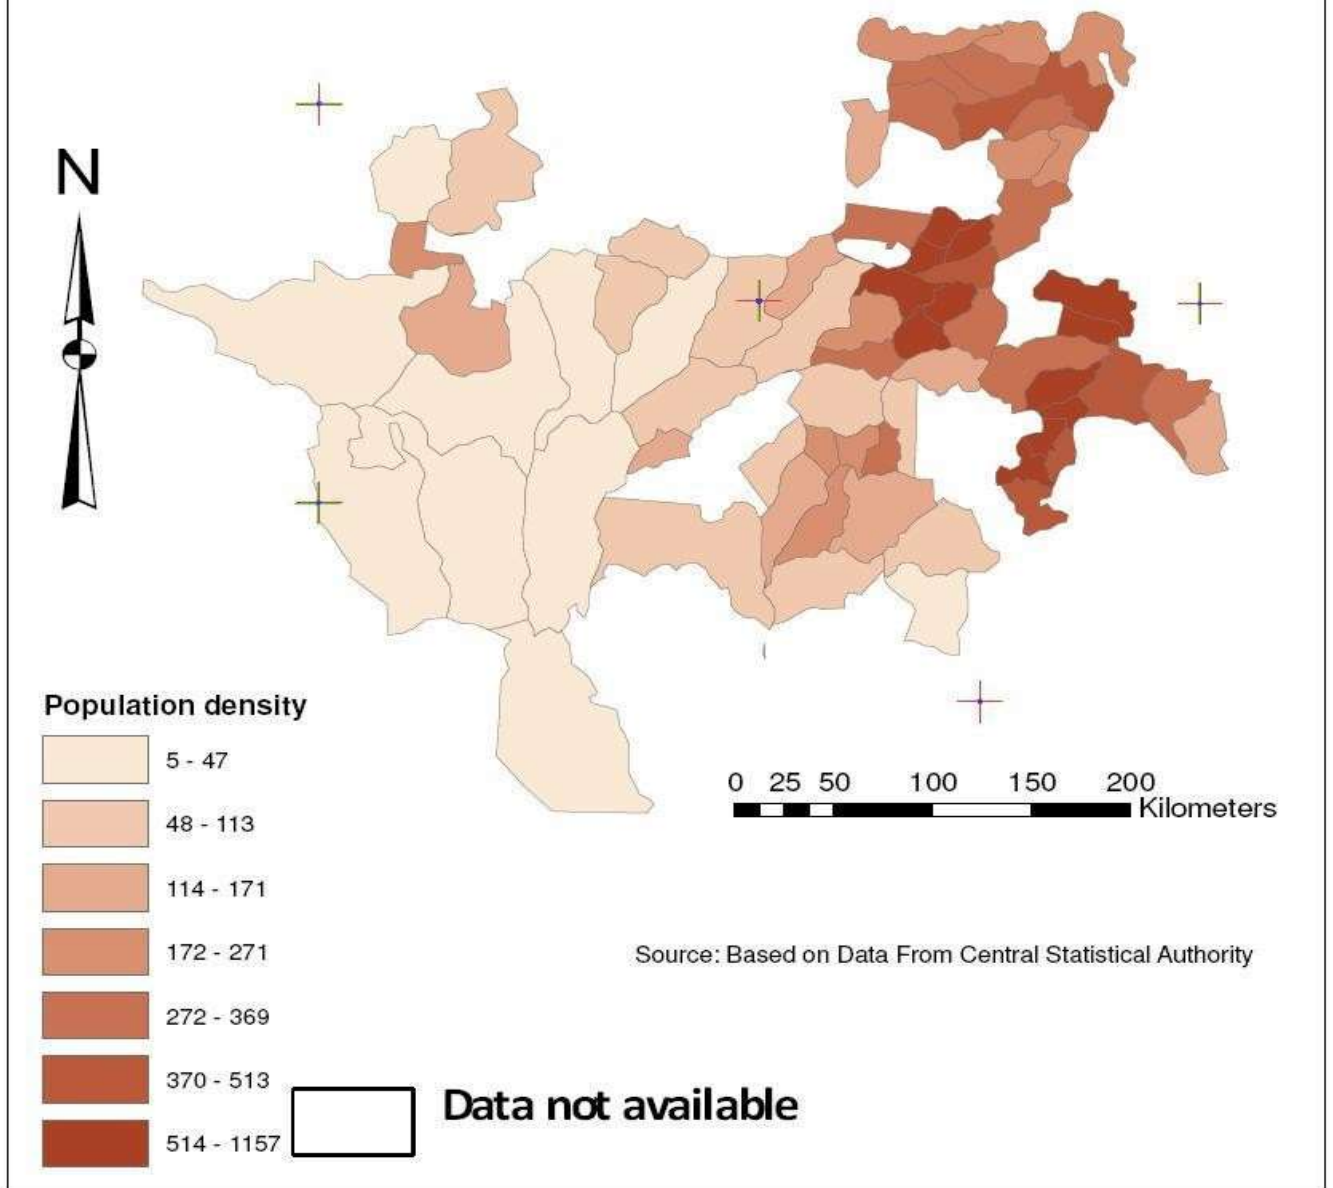 N
Population density
5 - 47
48 - 113
114 - 171
172 - 271
272 - 369
370 - 513
514 - 1157
Data not available
0 25 50 100 150 200
Kilometers
Source: Based on Data From Central Statistical Authority